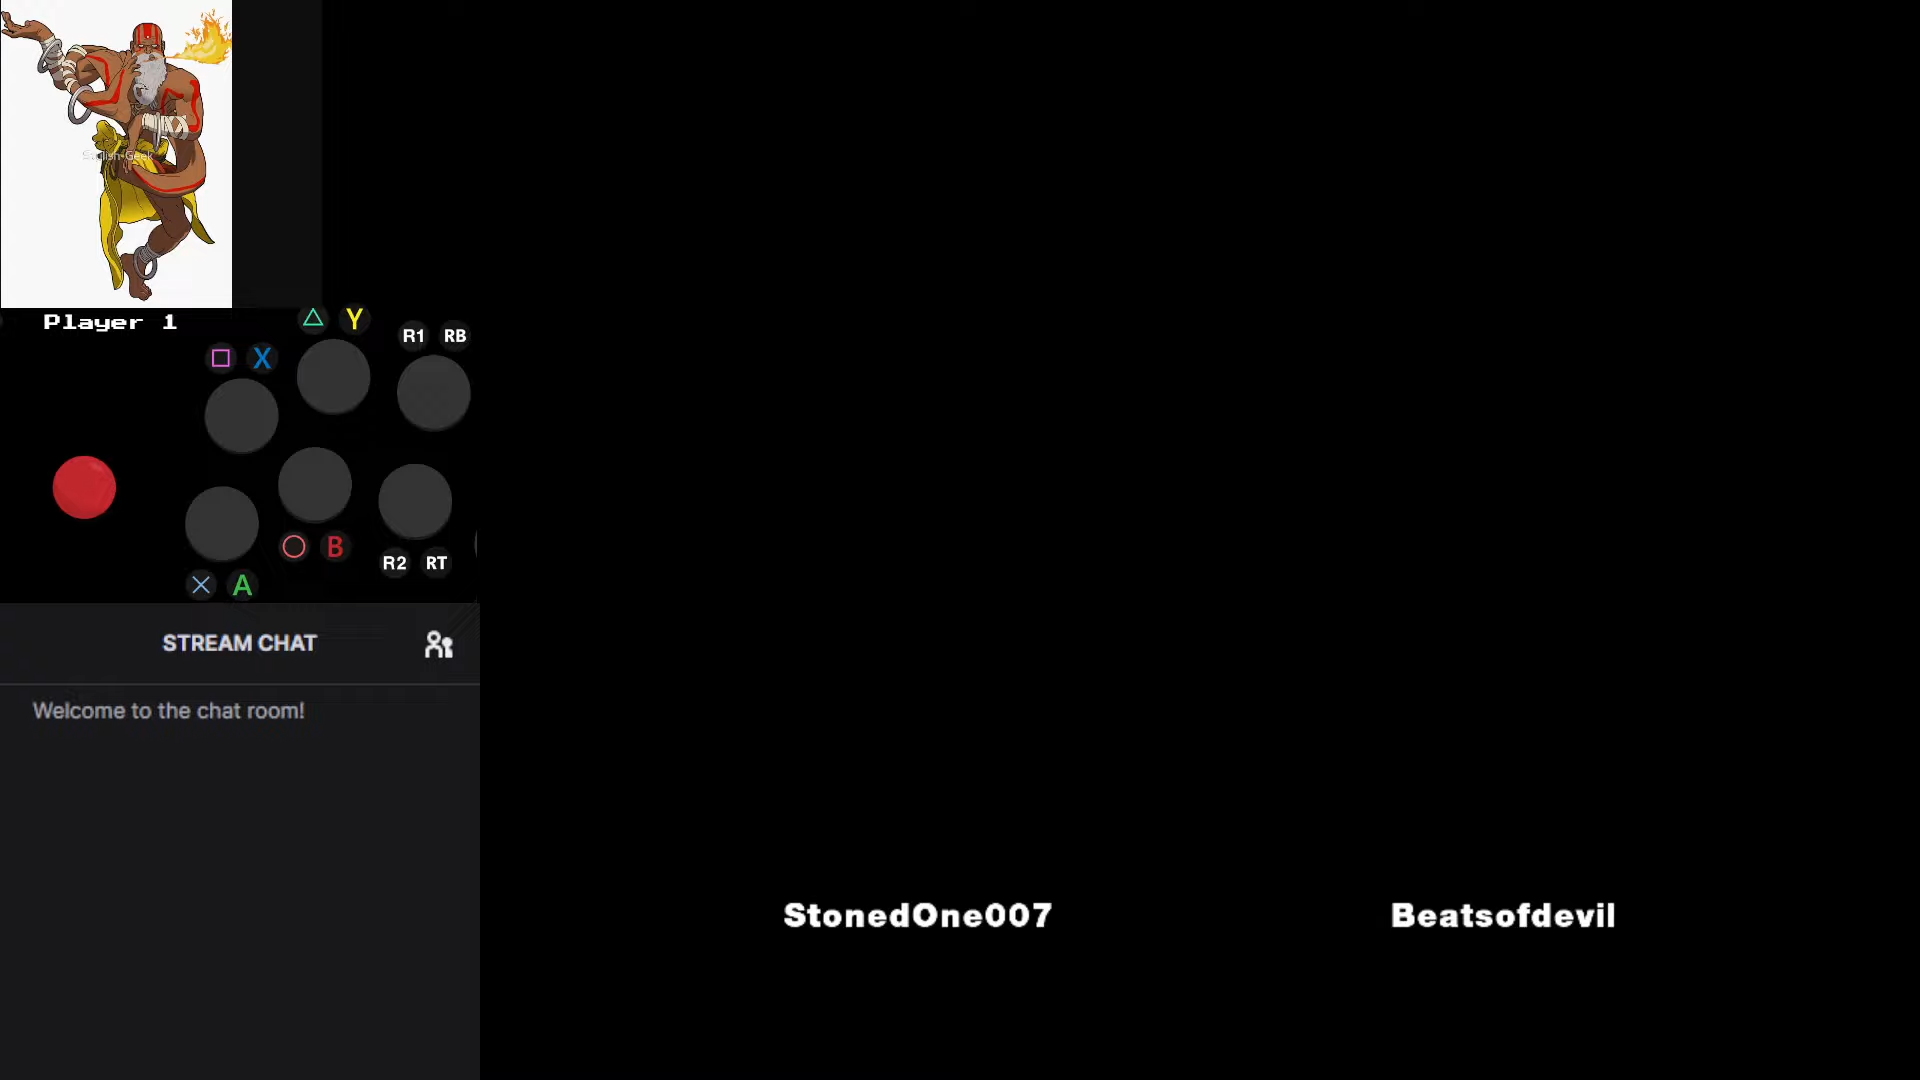 Player 1
Y
R1 RB
X
B
R2 RT
A
STREAM CHAT
Welcome to the chat room!
StonedOne007
Beatsofdevil